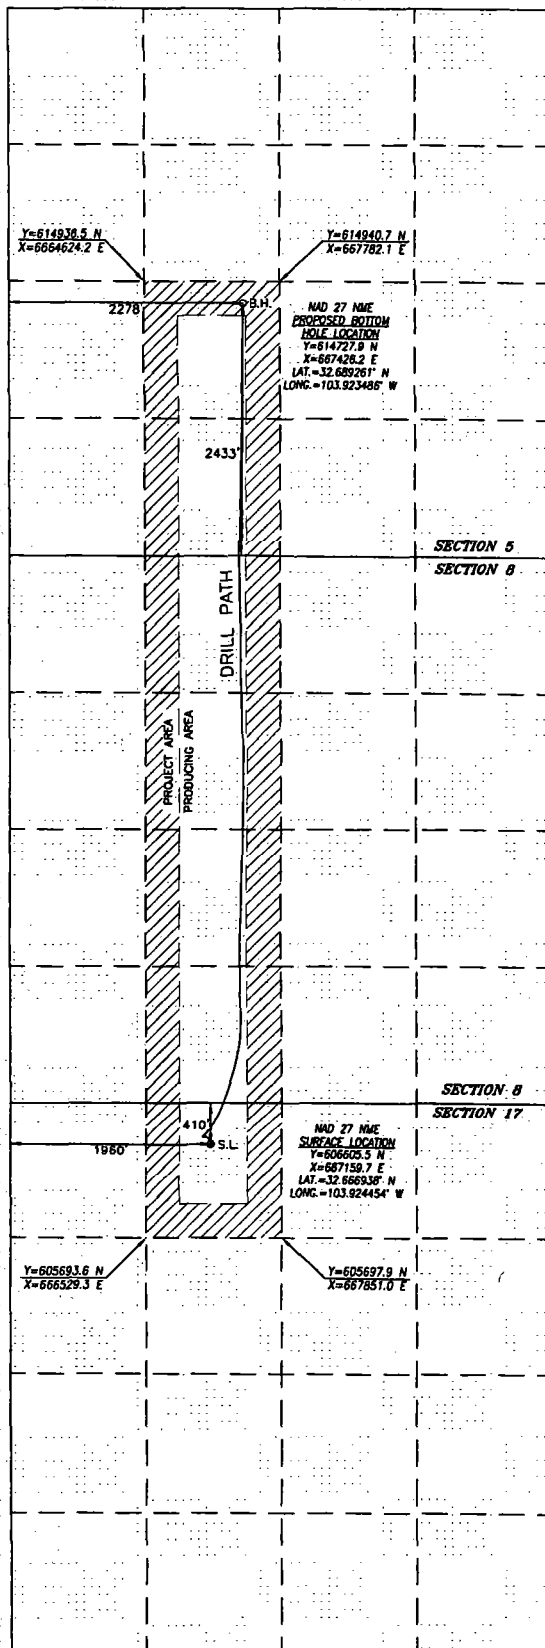 Y=614936.5 N
X=6664624.2 E
Y=614940.7 N
X=667782.1 E
2278'
B.H.
NAD 27 NME
PROPOSED BOTTOM
HOLE LOCATION
Y=614727.9 N
X=667426.2 E
LAT.=32.689261° N
LONG.=103.923486° W
2433'
SECTION 5
SECTION 8
DRILL PATH
PROJECT AREA
PRODUCING AREA
SECTION 8
SECTION 17
410'
1960'
S.L.
NAD 27 NME
SURFACE LOCATION
Y=606605.5 N
X=667159.7 E
LAT.=32.666938° N
LONG.=103.924454° W
Y=605693.6 N
X=666529.3 E
Y=605697.9 N
X=667851.0 E